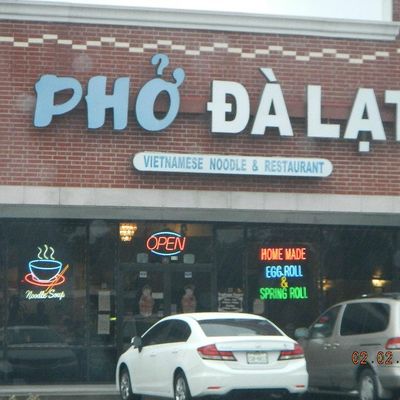 PHỞ ĐÀ LẠT
VIETNAMESE NOODLE & RESTAURANT
OPEN
Noodle Soup
HOME MADE
EGG ROLL
&
SPRING ROLL
02.02